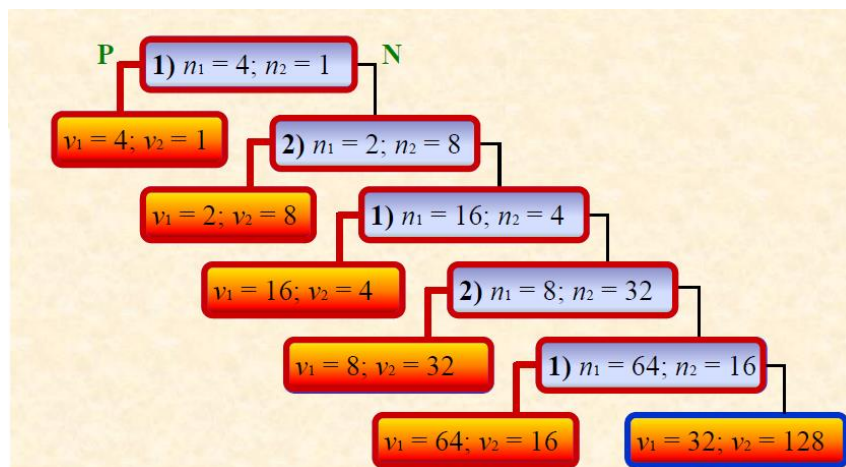 P 1) n₁ = 4; n₂ = 1 N
v₁ = 4; v₂ = 1
2) n₁ = 2; n₂ = 8
v₁ = 2; v₂ = 8
1) n₁ = 16; n₂ = 4
v₁ = 16; v₂ = 4
2) n₁ = 8; n₂ = 32
v₁ = 8; v₂ = 32
1) n₁ = 64; n₂ = 16
v₁ = 64; v₂ = 16
v₁ = 32; v₂ = 128